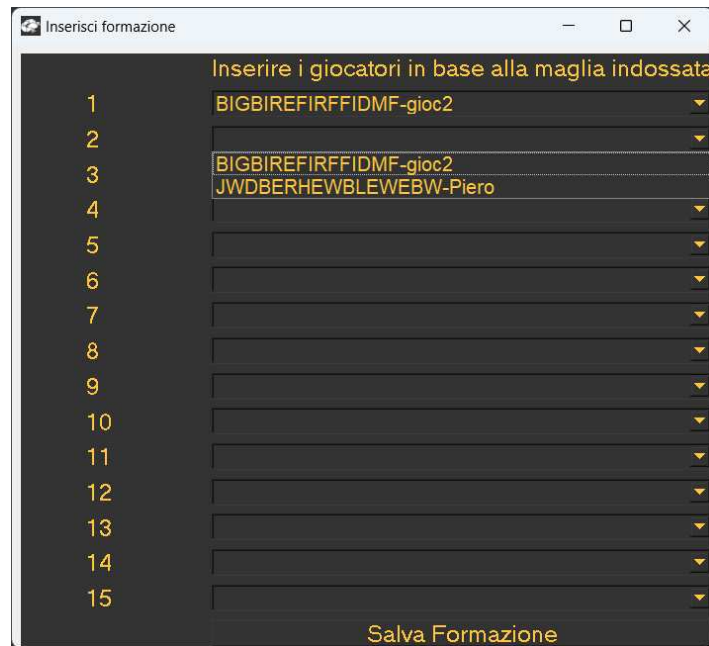 Inserisci formazione
Inserire i giocatori in base alla maglia indossata
1 BIGBIREFIRFFIDMF-gioc2
2
BIGBIREFIRFFIDMF-gioc2
3
JWDBERHEWBLEWEBW-Piero
4
5
6
7
8
9
10
11
12
13
14
15
Salva Formazione